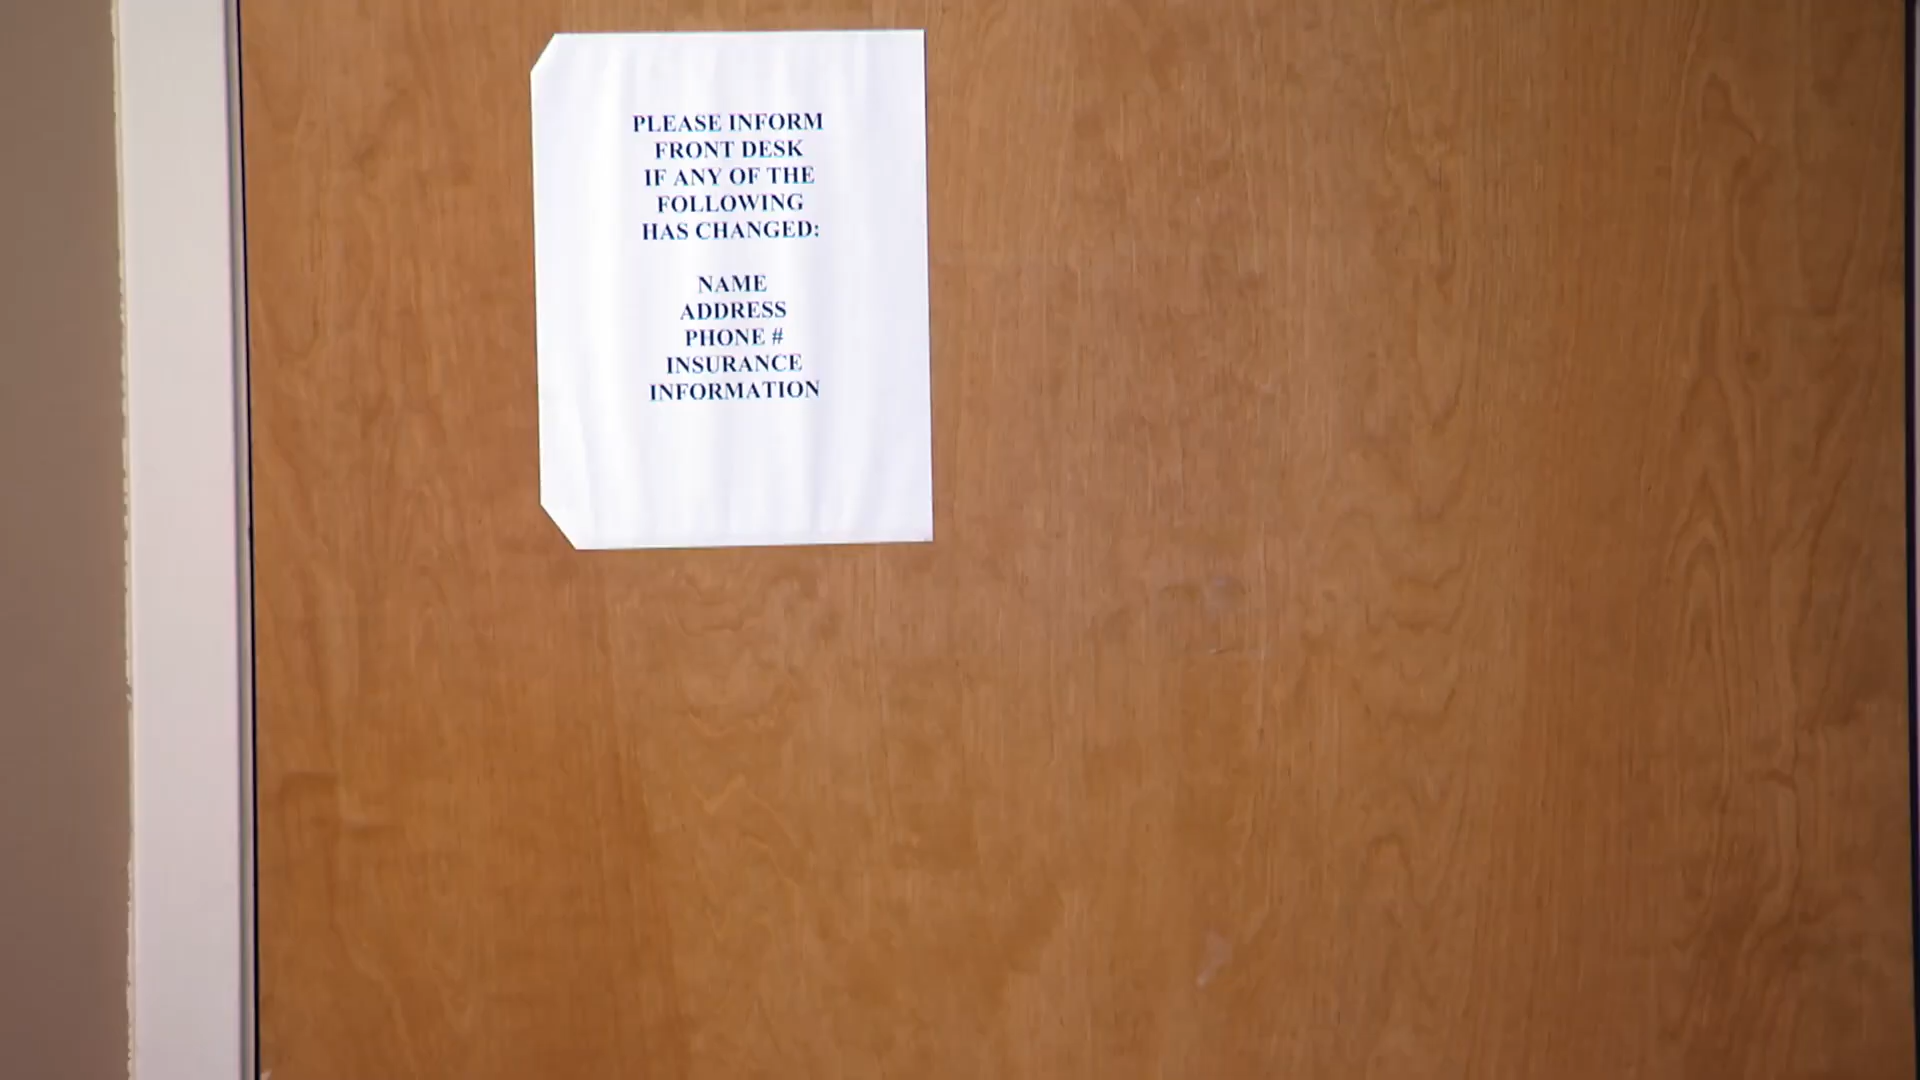 PLEASE INFORM
FRONT DESK
IF ANY OF THE
FOLLOWING
HAS CHANGED:
NAME
ADDRESS
PHONE #
INSURANCE
INFORMATION